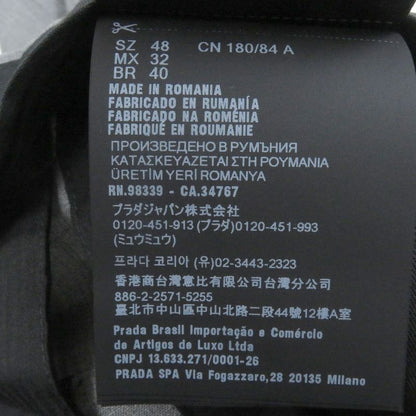 SZ 48 CN 180/84 A
MX 32
BR 40
MADE IN ROMANIA
FABRICADO EN RUMANÍA
FABRICADO NA ROMÉNIA
FABRIQUÉ EN ROUMANIE
ПРОИЗВЕДЕНО В РУМЪНИЯ
ΚΑΤΑΣΚΕΥΑΖΕΤΑΙ ΣΤΗ ΡΟΥΜΑΝΙΑ
ÜRETİM YERİ ROMANYA
RN.98339 - CA.34767
プラダジャパン株式会社
0120-451-913(プラダ)0120-451-993
(ミュウミュウ)
프라다 코리아 (유)02-3443-2323
香港商台灣意比有限公司台灣分公司
886-2-2571-5255
臺北市中山區中山北路二段44號12樓A室
Prada Brasil Importação e Comércio
de Artigos de Luxo Ltda
CNPJ 13.633.271/0001-26
PRADA SPA Via Fogazzaro,28 20135 Milano